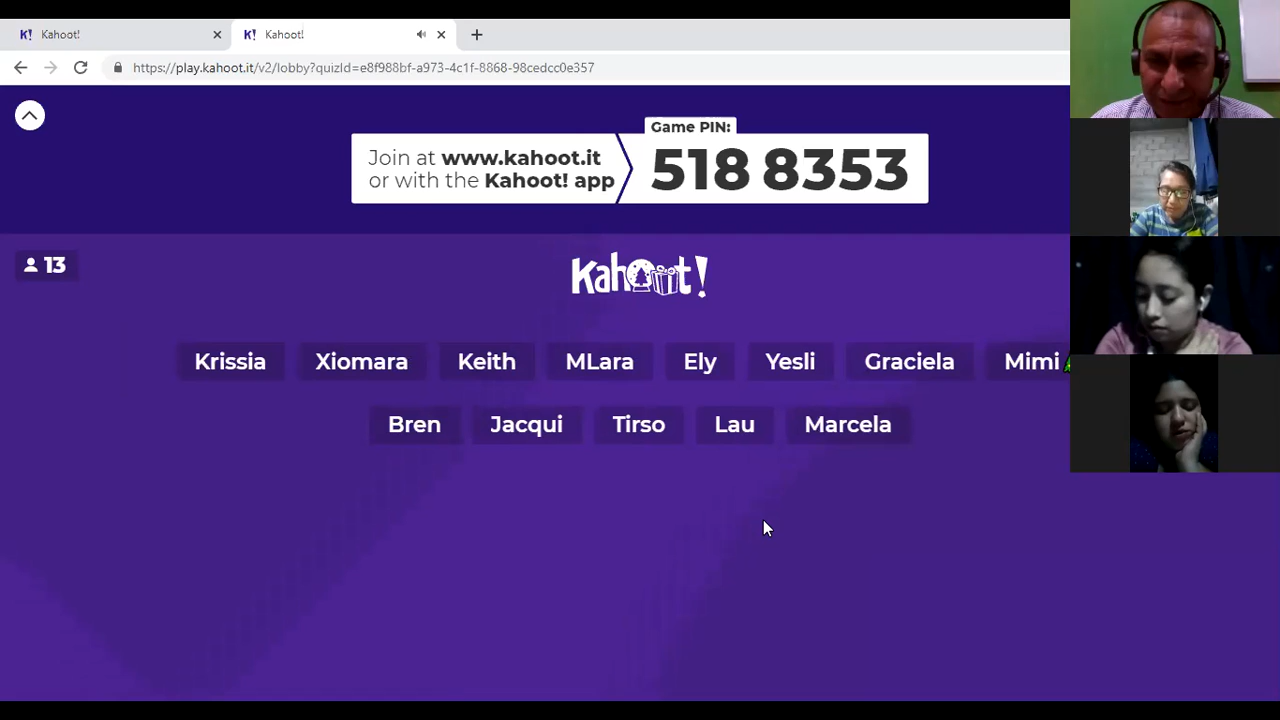 K! Kahoot!
K! Kahoot!
https://play.kahoot.it/v2/lobby?quizId=e8f988bf-a973-4c1f-8868-98cedcc0e357
Game PIN:
Join at www.kahoot.it
or with the Kahoot! app
518 8353
13
Kahoot!
Krissia Xiomara Keith MLara Ely Yesli Graciela Mimi
Bren Jacqui Tirso Lau Marcela